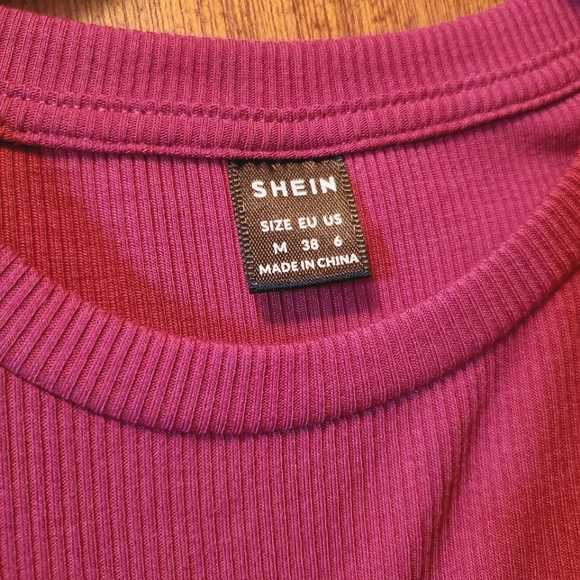 SHEIN
SIZE EU US
M 38 6
MADE IN CHINA